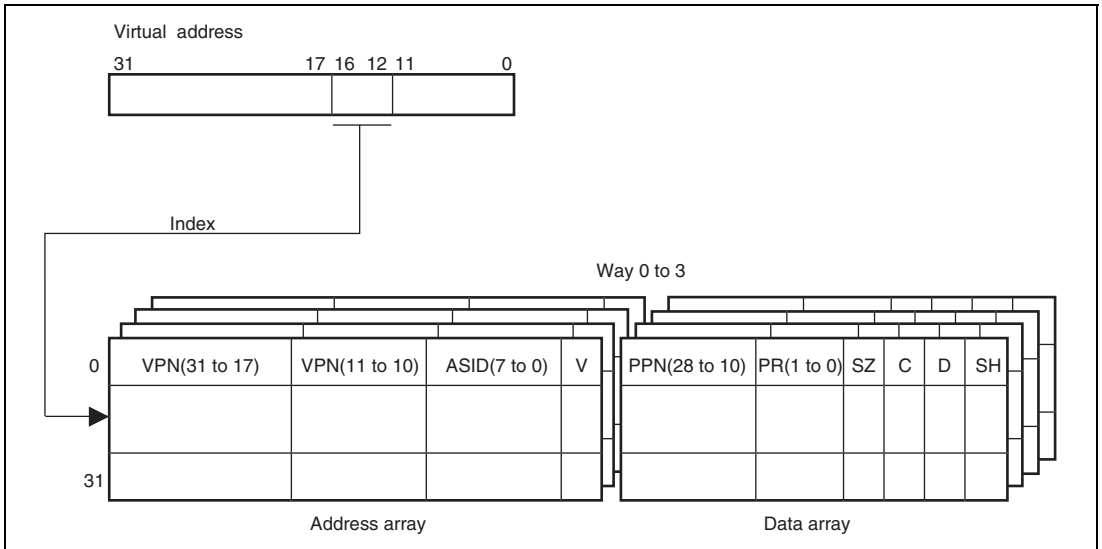 Virtual address
31 17 16 12 11 0
Index
Way 0 to 3
0 VPN(31 to 17) VPN(11 to 10) ASID(7 to 0) V PPN(28 to 10) PR(1 to 0) SZ C D SH
31
Address array Data array